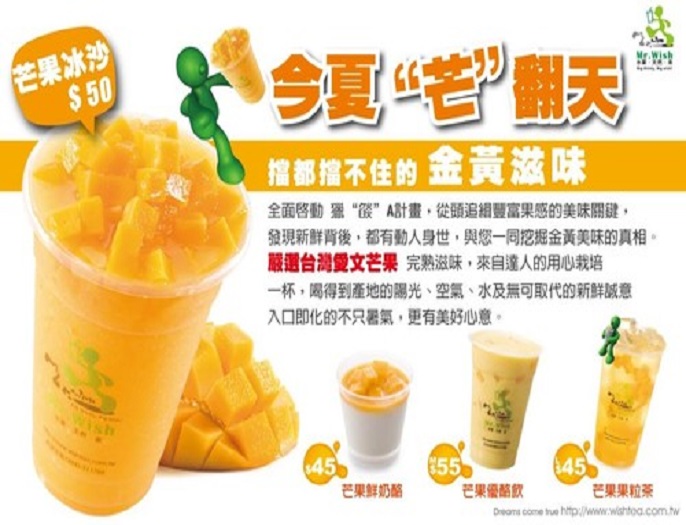 芒果冰沙
$50
今夏“芒”翻天
Mr.Wish
擋都擋不住的 金黃滋味
全面啓動 獵“餤”A計畫，從頭追緝豐富果感的美味關鍵，
發現新鮮背後，都有動人身世，與您一同挖掘金黃美味的真相。
嚴選台灣愛文芒果 完熟滋味，來自達人的用心栽培
一杯，喝得到產地的陽光、空氣、水及無可取代的新鮮誠意
入口即化的不只暑氣，更有美好心意。
$45
芒果鮮奶酪
$55
芒果優酪飲
$45
芒果果粒茶
Dreams come true http://www.wishtea.com.tw